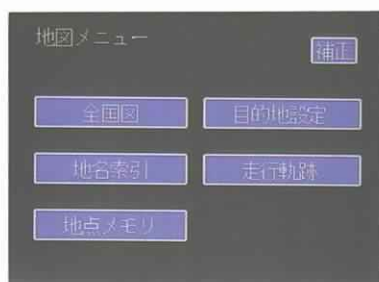 地図メニュー
補正
全国図
目的地設定
地名索引
走行軌跡
地点メモリ